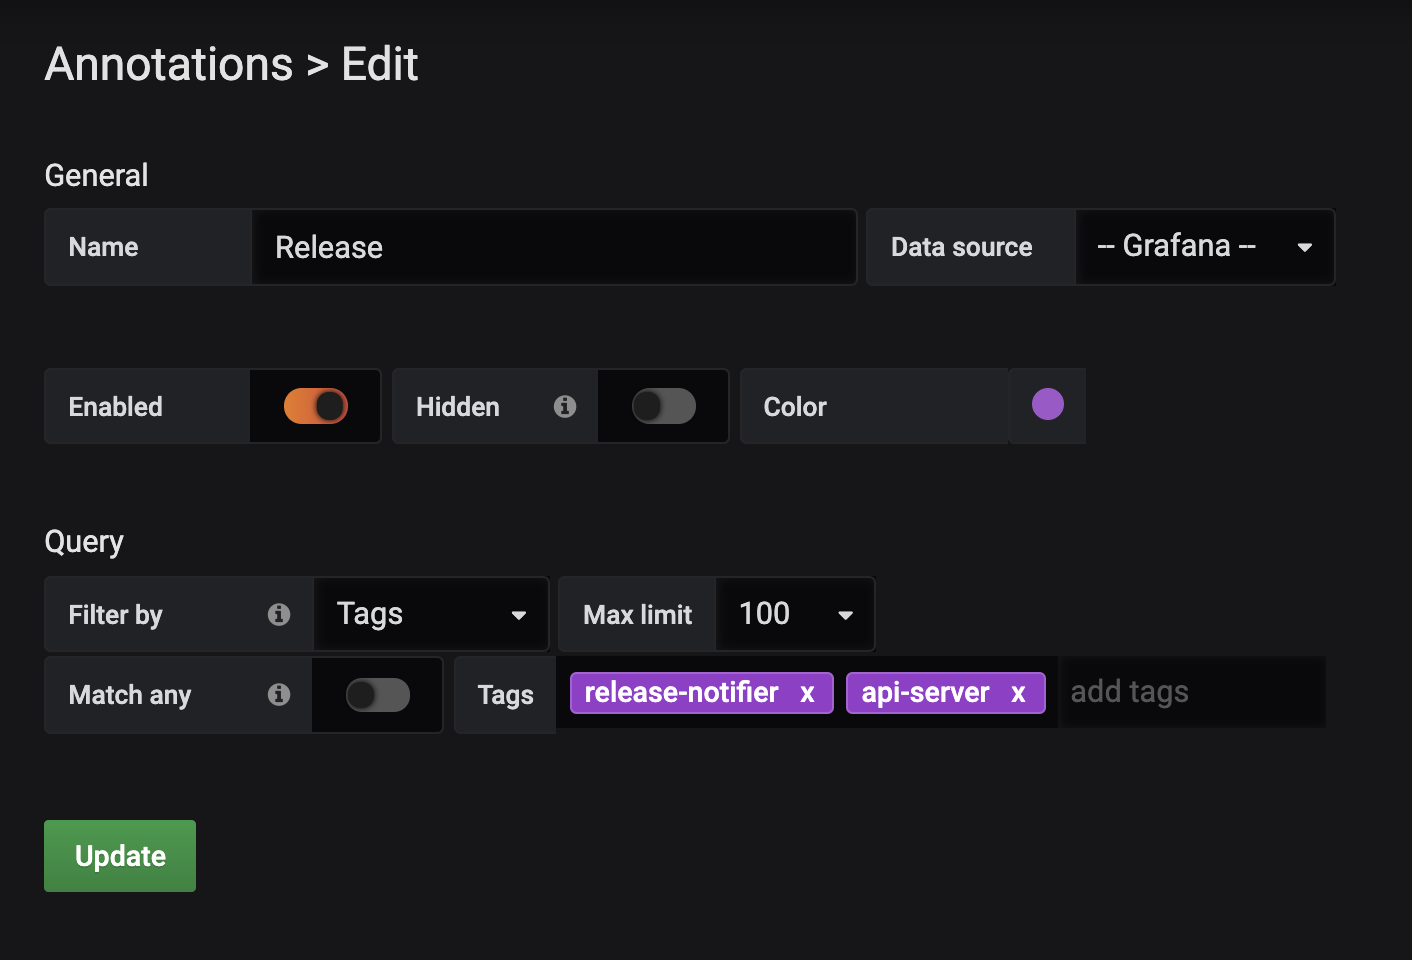 Annotations > Edit
General
Name Release Data source -- Grafana --
Enabled Hidden Color
Query
Filter by Tags Max limit 100
Match any Tags release-notifier x api-server x add tags
Update